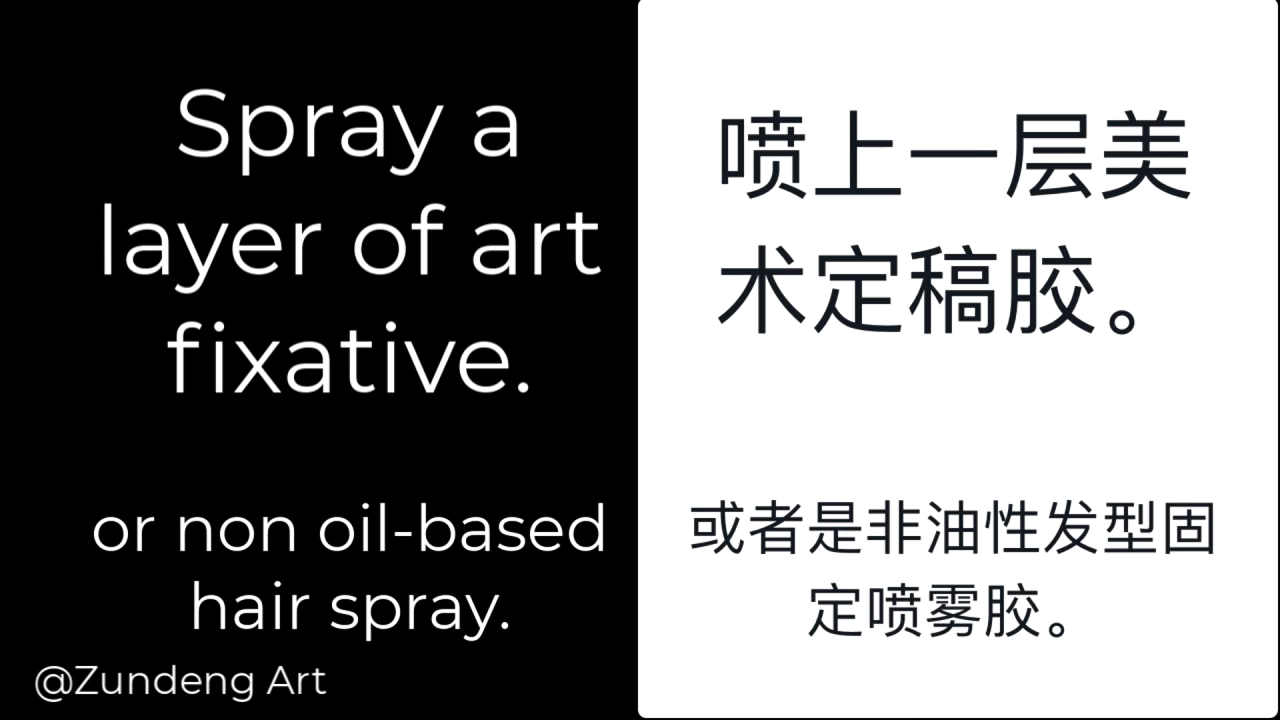 Spray a
layer of art
fixative.
or non oil-based
hair spray.
@Zundeng Art
喷上一层美
术定稿胶。
或者是非油性发型固
定喷雾胶。